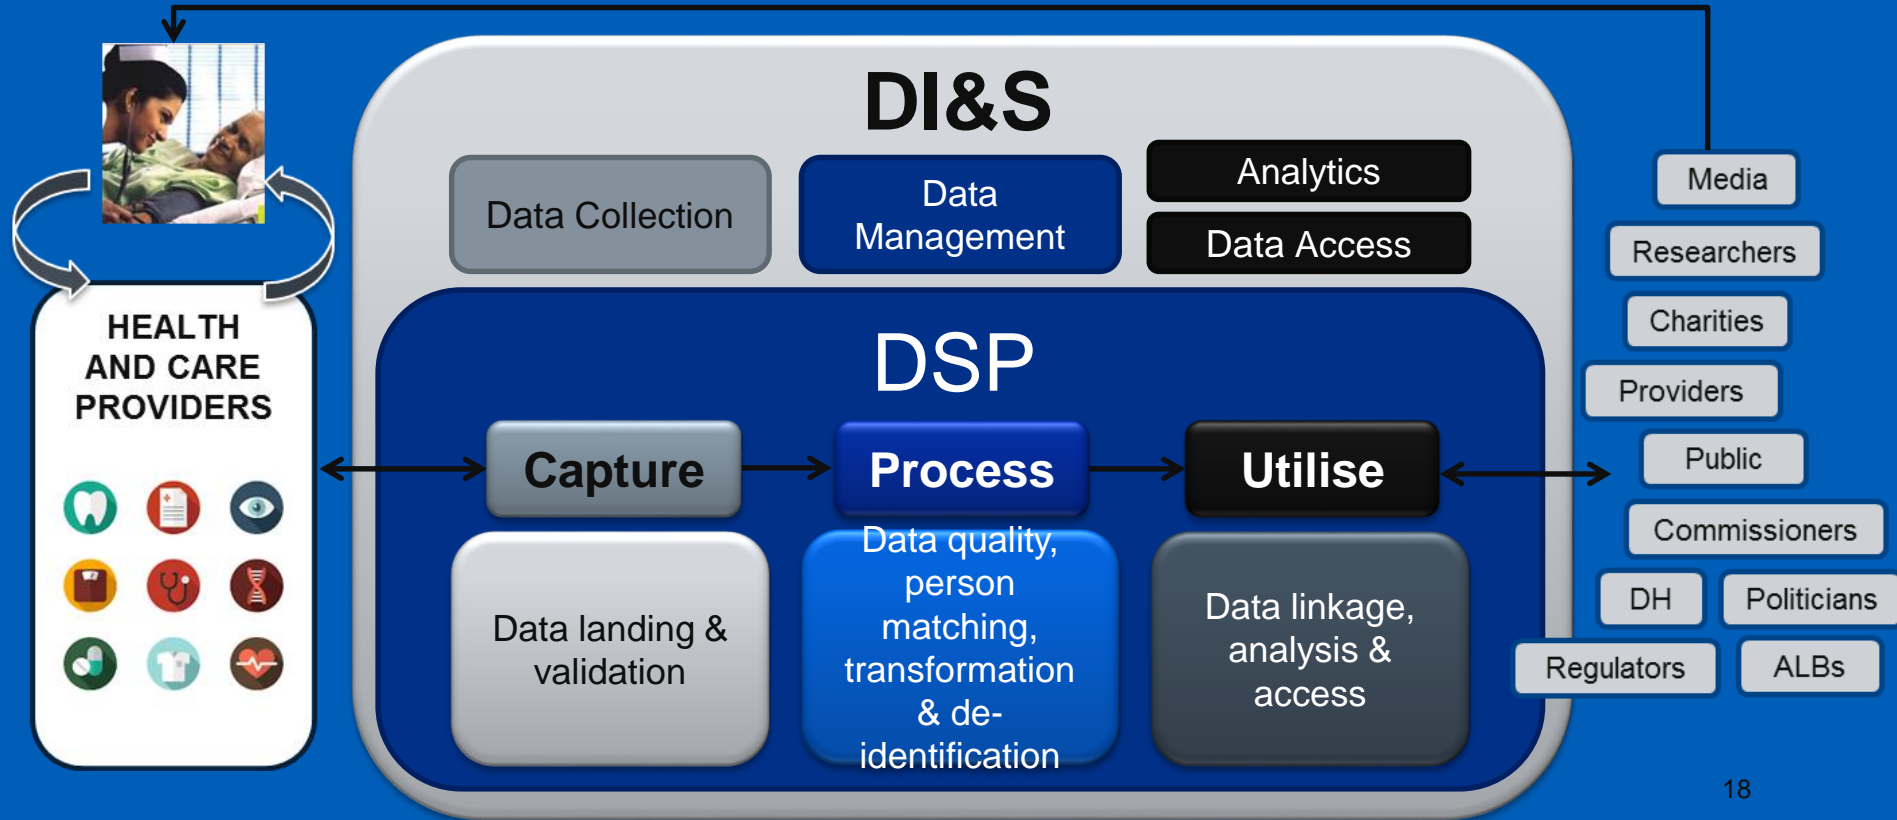 DI&S
Data Collection
Data
Management
Analytics
Data Access
HEALTH
AND CARE
PROVIDERS
DSP
Capture
Process
Utilise
Data landing &
validation
Data quality,
person
matching,
transformation
& de-
identification
Data linkage,
analysis &
access
Media
Researchers
Charities
Providers
Public
Commissioners
DH
Politicians
Regulators
ALBs
18